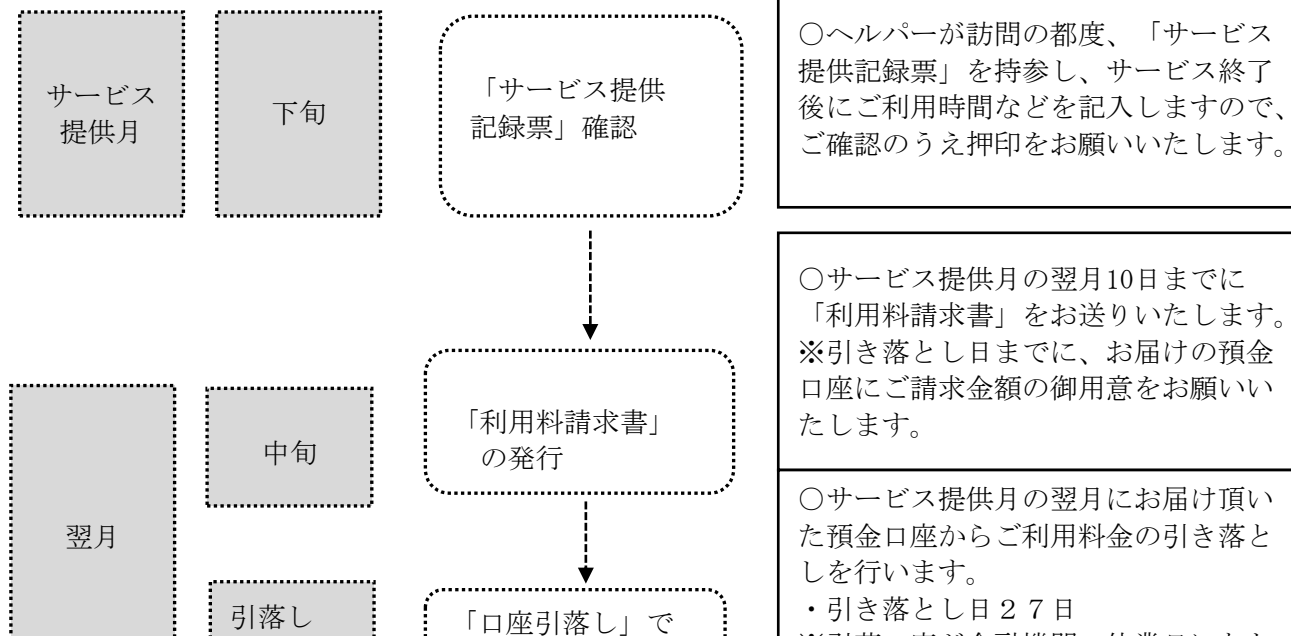 サービス
提供月
下旬
「サービス提供
記録票」確認
○ヘルパーが訪問の都度、「サービス
提供記録票」を持参し、サービス終了
後にご利用時間などを記入しますので、
ご確認のうえ押印をお願いいたします。
○サービス提供月の翌月10日までに
「利用料請求書」をお送りいたします。
※引き落とし日までに、お届けの預金
口座にご請求金額の御用意をお願いい
たします。
翌月
中旬
「利用料請求書」
の発行
○サービス提供月の翌月にお届け頂い
た預金口座からご利用料金の引き落と
しを行います。
・引き落とし日２７日
引落し
「口座引落し」で